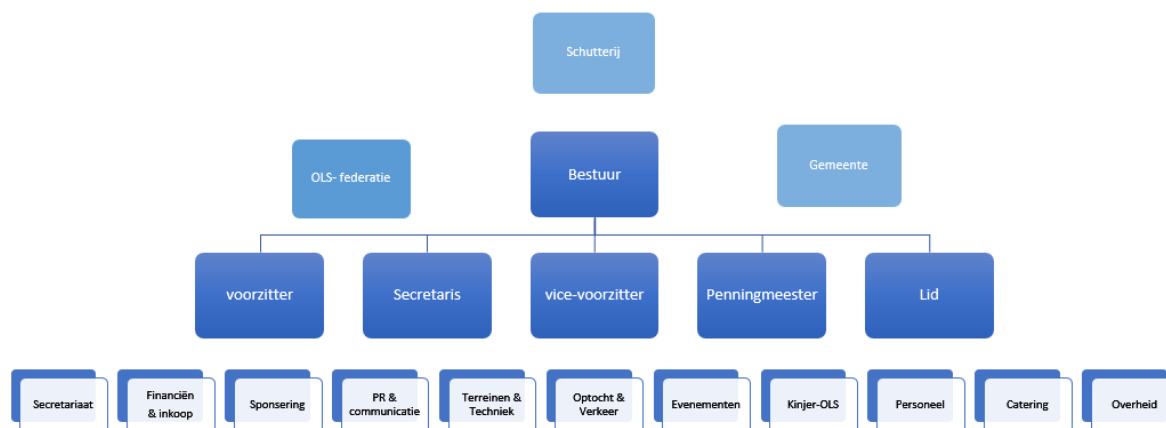 Schutterij
OLS- federatie
Bestuur
Gemeente
voorzitter
Secretaris
vice-voorzitter
Penningmeester
Lid
Secretariaat
Financiën
& inkoop
Sponsering
PR &
communicatie
Terreinen &
Techniek
Optocht &
Verkeer
Evenementen
Kinjer-OLS
Personeel
Catering
Overheid